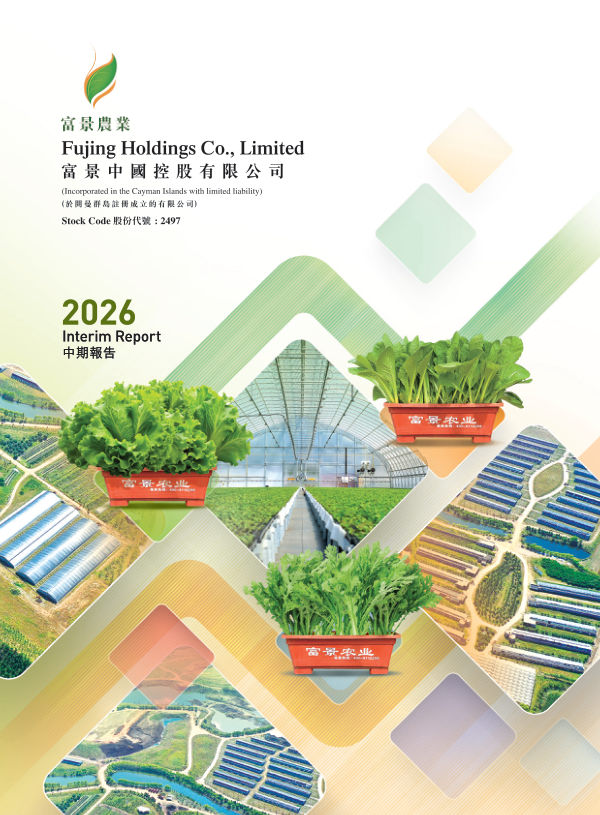 富景農業
Fujing Holdings Co., Limited
富景中國控股有限公司
(Incorporated in the Cayman Islands with limited liability)
(於開曼群島註冊成立的有限公司)
Stock Code 股份代號 : 2497
2026
Interim Report
中期報告
富景农业
富景农业
富景农业